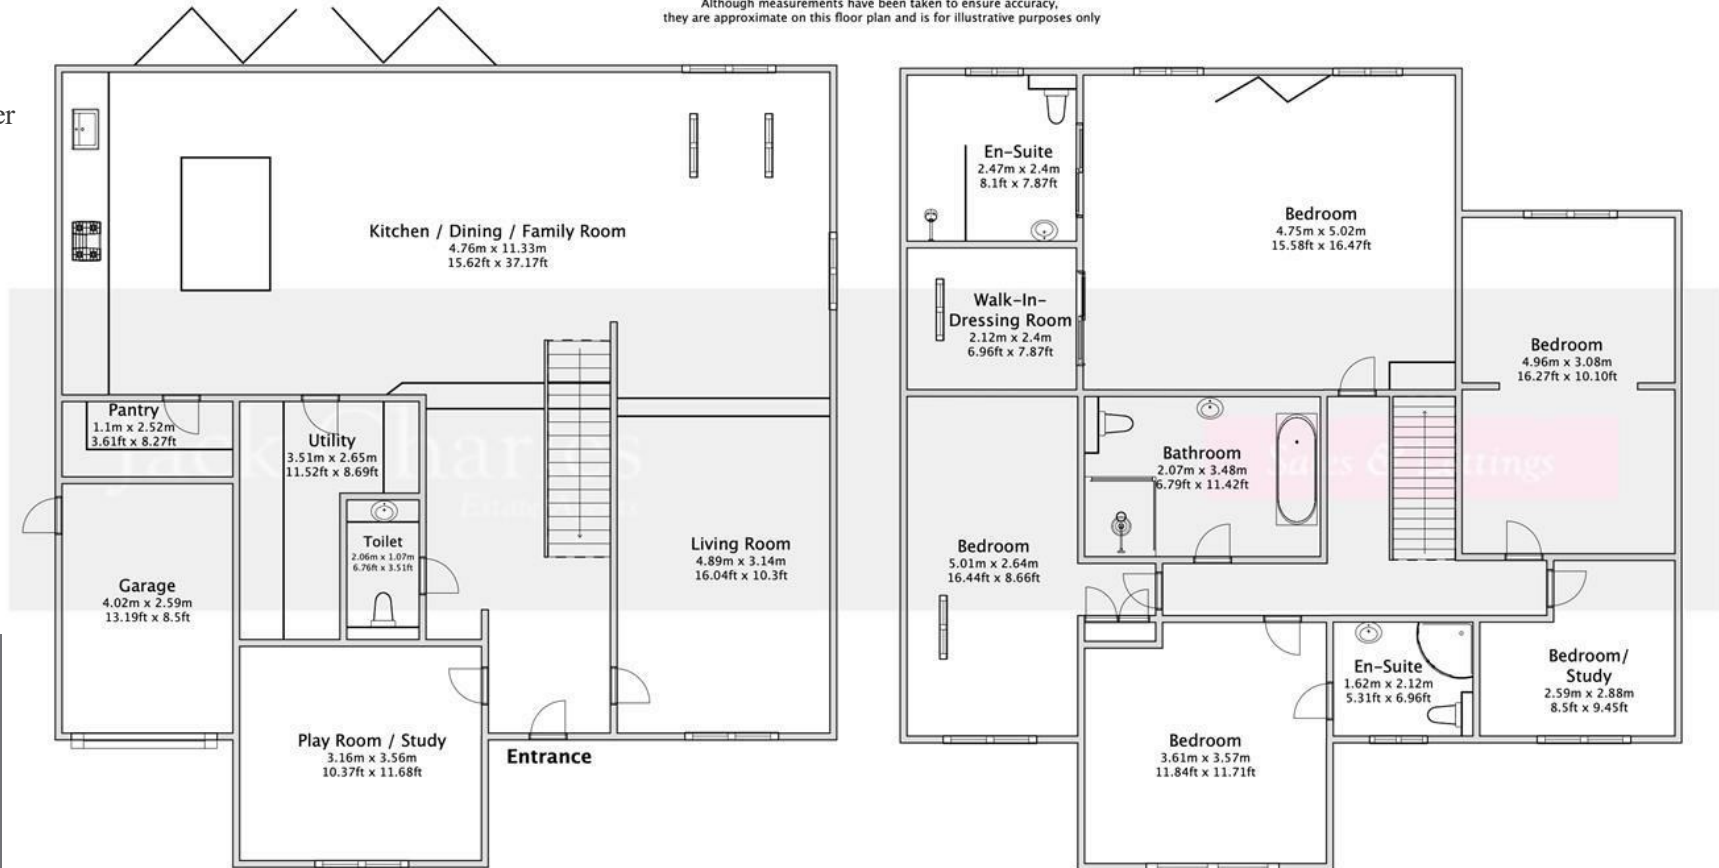 Although measurements have been taken to ensure accuracy,
they are approximate on this floor plan and is for illustrative purposes only
er
Kitchen / Dining / Family Room
4.76m x 11.33m
15.62ft x 37.17ft
Pantry
1.1m x 2.52m
3.61ft x 8.27ft
Utility
3.51m x 2.65m
11.52ft x 8.69ft
Toilet
2.06m x 1.07m
6.76ft x 3.51ft
Garage
4.02m x 2.59m
13.19ft x 8.5ft
Living Room
4.89m x 3.14m
16.04ft x 10.3ft
Play Room / Study
3.16m x 3.56m
10.37ft x 11.68ft
Entrance
En-Suite
2.47m x 2.4m
8.1ft x 7.87ft
Walk-In-
Dressing Room
2.12m x 2.4m
6.96ft x 7.87ft
Bedroom
4.75m x 5.02m
15.58ft x 16.47ft
Bedroom
4.96m x 3.08m
16.27ft x 10.10ft
Bathroom
2.07m x 3.48m
6.79ft x 11.42ft
Bedroom
5.01m x 2.64m
16.44ft x 8.66ft
Bedroom
3.61m x 3.57m
11.84ft x 11.71ft
En-Suite
1.62m x 2.12m
5.31ft x 6.96ft
Bedroom/
Study
2.59m x 2.88m
8.5ft x 9.45ft
Jack Charles
Sales & Lettings